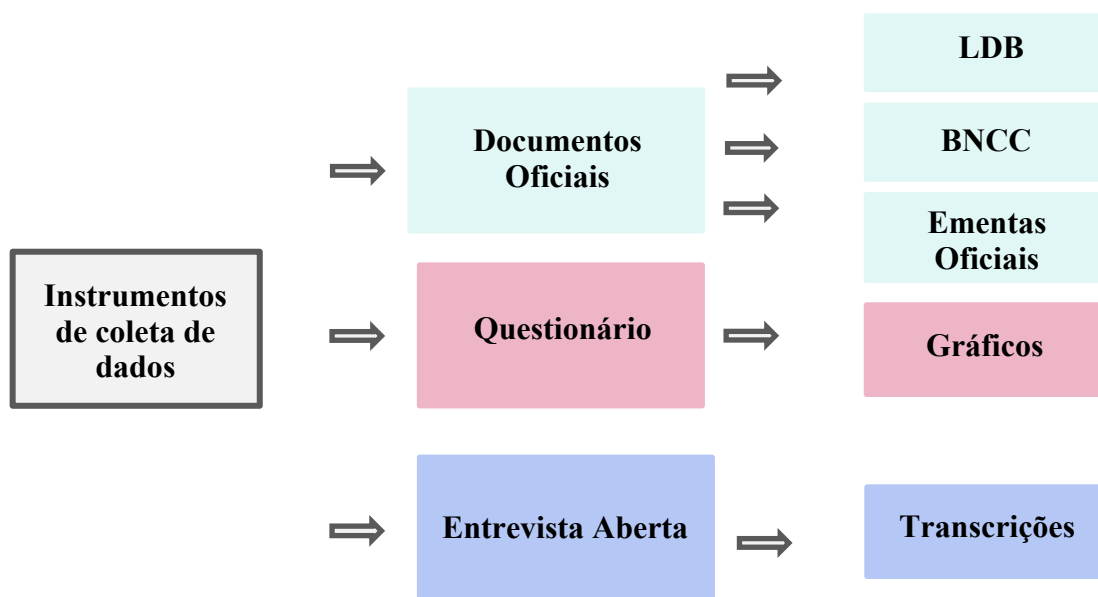 Instrumentos
de coleta de
dados
Documentos
Oficiais
LDB
BNCC
Ementas
Oficiais
Questionário
Gráficos
Entrevista Aberta
Transcrições